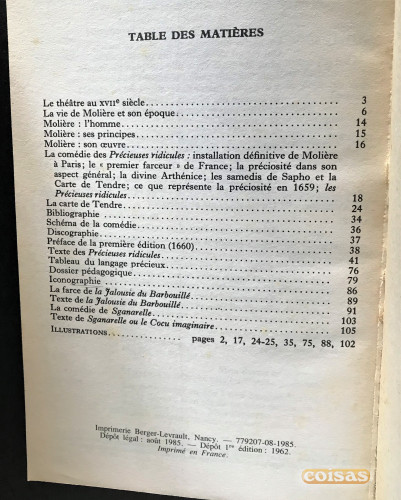 TABLE DES MATIÈRES
Le théâtre au XVIIe siècle 3
La vie de Molière et son époque 6
Molière : l'homme 14
Molière : ses principes 15
Molière : son œuvre 16
La comédie des Précieuses ridicules : installation définitive de Molière
à Paris; le « premier farceur » de France; la préciosité dans son
aspect général; la divine Arthénice; les samedis de Sapho et la
Carte de Tendre; ce que représente la préciosité en 1659; les
Précieuses ridicules 18
La carte de Tendre 24
Bibliographie 34
Schéma de la comédie 36
Discographie 37
Préface de la première édition (1660) 38
Texte des Précieuses ridicules 41
Tableau du langage précieux 76
Dossier pédagogique 79
Iconographie 86
La farce de la Jalousie du Barbouillé 89
Texte de la Jalousie du Barbouillé 91
La comédie de Sganarelle 103
Texte de Sganarelle ou le Cocu imaginaire 105
ILLUSTRATIONS pages 2, 17, 24-25, 35, 75, 88, 102
Imprimerie Berger-Levrault, Nancy. — 779207-08-1985.
Dépôt légal : août 1985. — Dépôt 1re édition : 1962.
Imprimé en France.
coisas